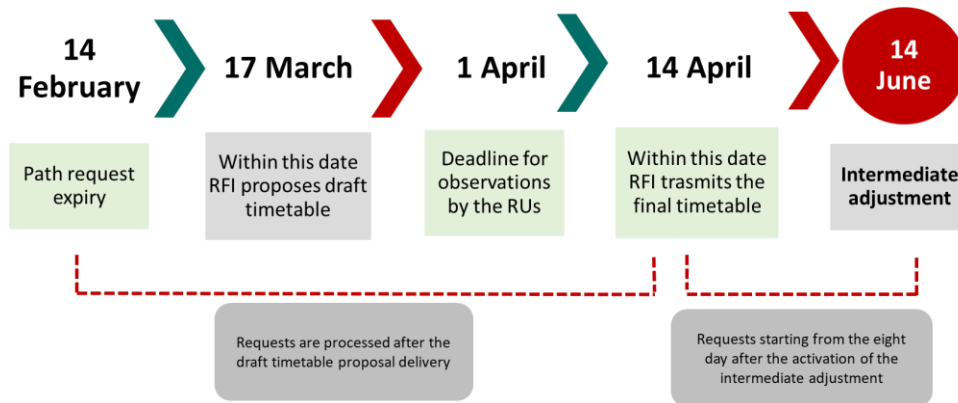 14
February
17 March
1 April
14 April
14
June
Path request
expiry
Within this date
RFI proposes draft
timetable
Deadline for
observations
by the RUs
Within this date
RFI trasmits the
final timetable
Intermediate
adjustment
Requests are processed after the
draft timetable proposal delivery
Requests starting from the eight
day after the activation of the
intermediate adjustment